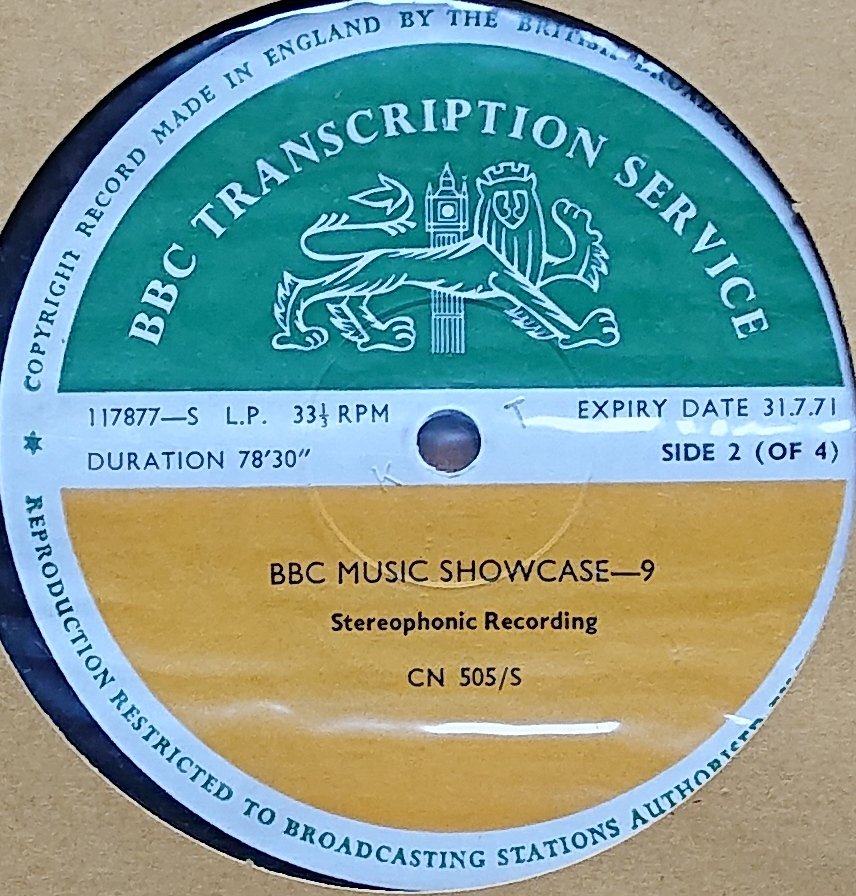 COPYRIGHT RECORD MADE IN ENGLAND BY THE BRITISH
BBC TRANSCRIPTION SERVICE
117877—S L.P. 33⅓ RPM
EXPIRY DATE 31.7.71
DURATION 78'30"
SIDE 2 (OF 4)
T
K
BBC MUSIC SHOWCASE—9
Stereophonic Recording
CN 505/S
REPRODUCTION RESTRICTED TO BROADCASTING STATIONS AUTHORISED